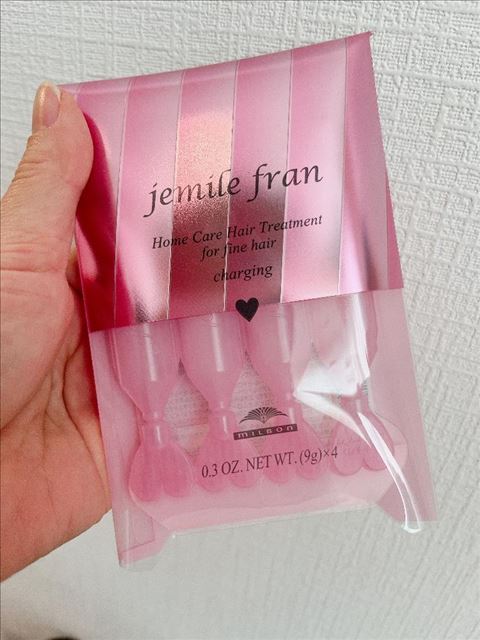 jemile fran
Home Care Hair Treatment
for fine hair
charging
MILBON
0.3 OZ. NET WT. (9g)×4